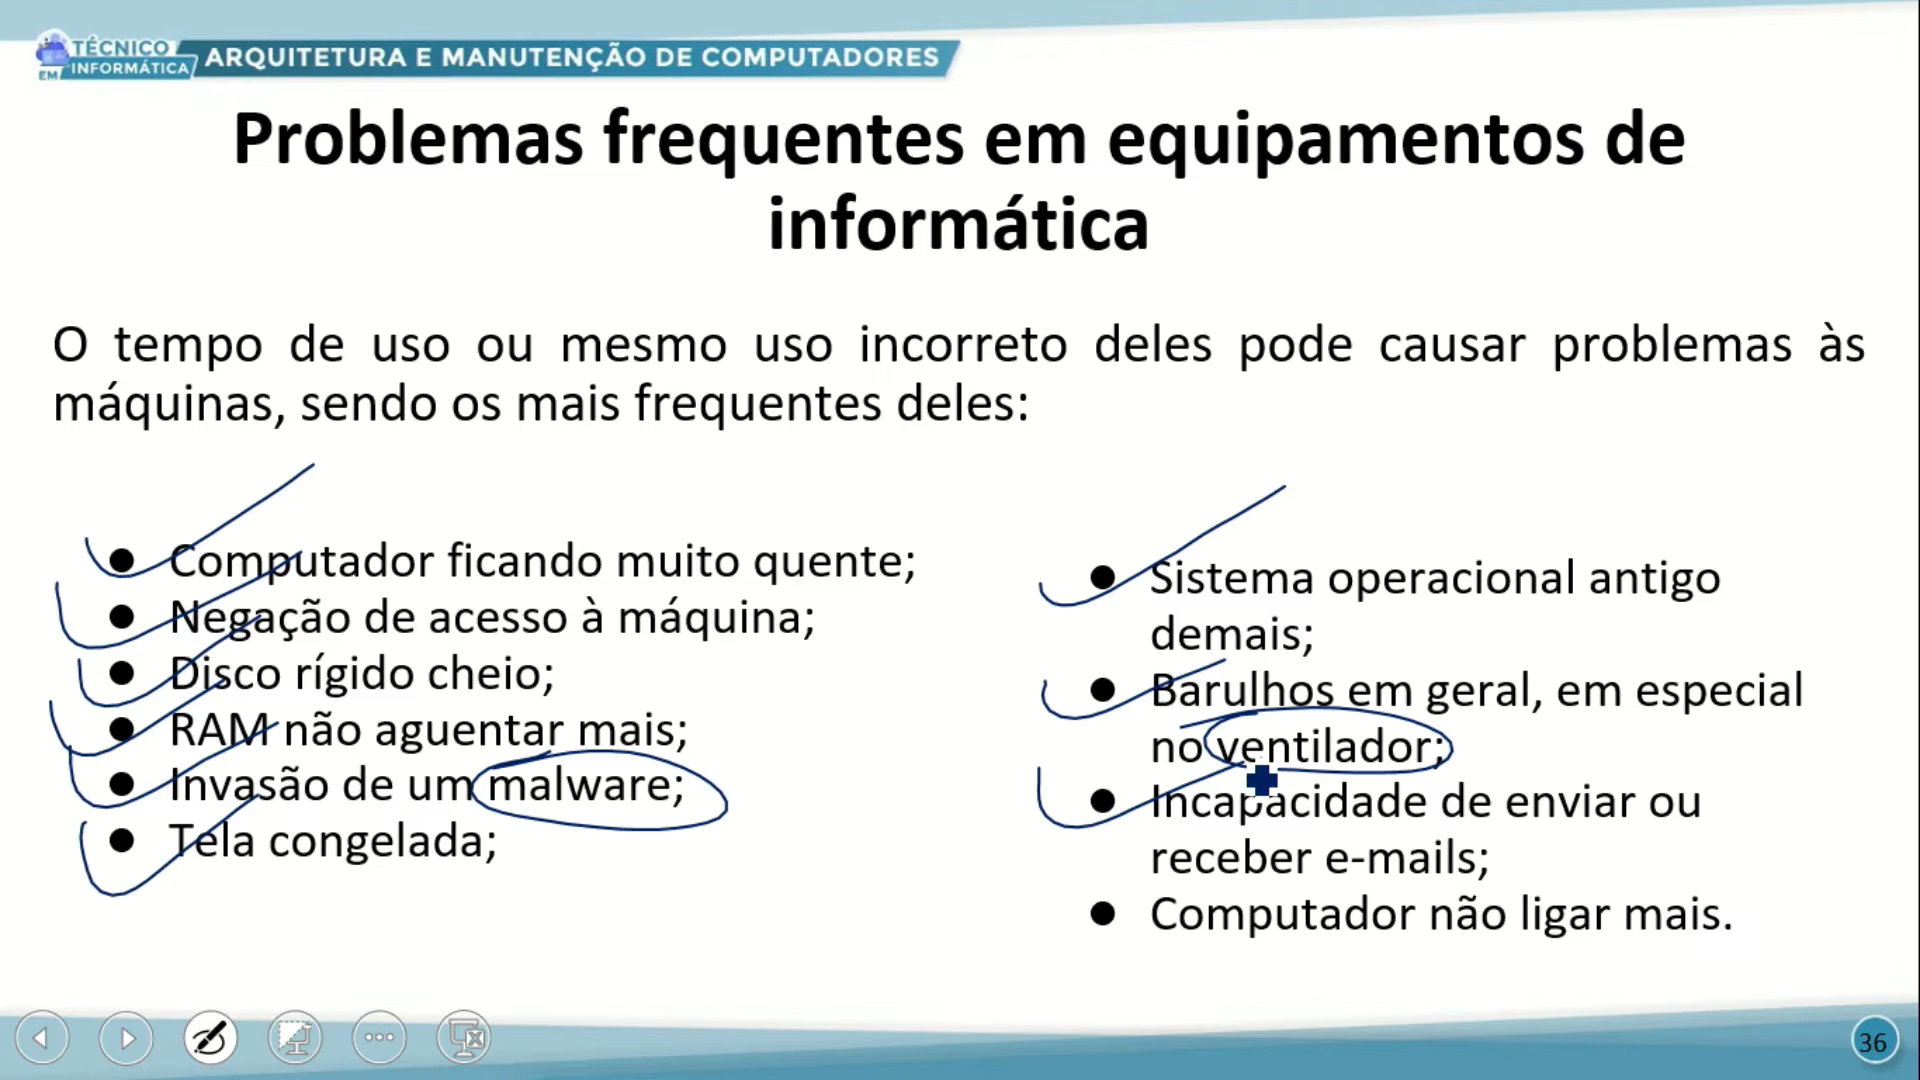 TÉCNICO
EM INFORMÁTICA
ARQUITETURA E MANUTENÇÃO DE COMPUTADORES
Problemas frequentes em equipamentos de
informática
O tempo de uso ou mesmo uso incorreto deles pode causar problemas às
máquinas, sendo os mais frequentes deles:
● Computador ficando muito quente;
● Negação de acesso à máquina;
● Disco rígido cheio;
● RAM não aguentar mais;
● Invasão de um malware;
● Tela congelada;
● Sistema operacional antigo
demais;
● Barulhos em geral, em especial
no ventilador;
● Incapacidade de enviar ou
receber e-mails;
● Computador não ligar mais.
36